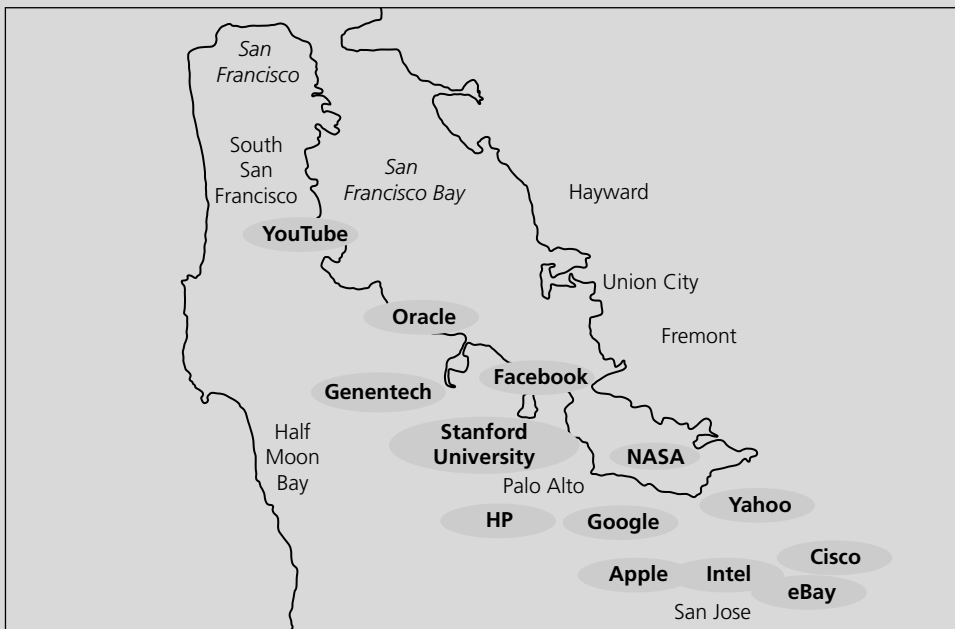 San
Francisco
South
San
Francisco
San
Francisco Bay
Hayward
YouTube
Union City
Oracle
Fremont
Facebook
Genentech
Half
Moon
Bay
Stanford
University
NASA
Palo Alto
Yahoo
HP
Google
Cisco
Apple
Intel
eBay
San Jose